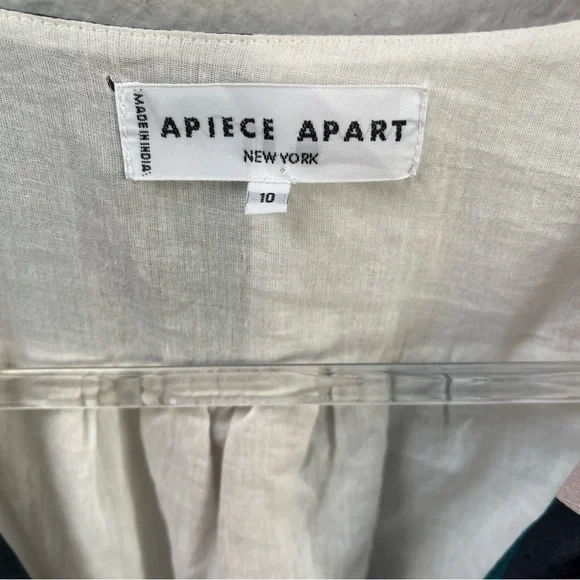 MADE IN INDIA
APIECE APART
NEW YORK
10